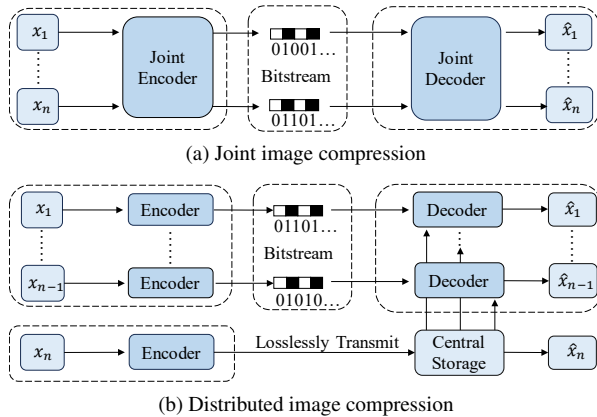 x₁ Joint Encoder 01001... Joint Decoder x̂₁
Bitstream
xₙ 01101... x̂ₙ
(a) Joint image compression
x₁ Encoder 01101... Decoder x̂₁
Bitstream
xₙ₋₁ Encoder 01010... Decoder x̂ₙ₋₁
xₙ Encoder Losslessly Transmit Central Storage x̂ₙ
(b) Distributed image compression